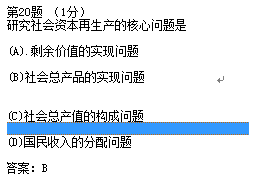 第20题 (1分)
研究社会资本再生产的核心问题是
(A).剩余价值的实现问题
(B)社会总产品的实现问题
(C)社会总产值的构成问题
(D)国民收入的分配问题
答案: B